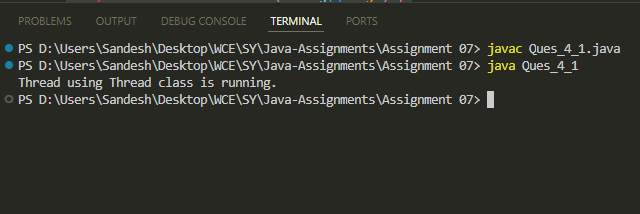 PROBLEMS OUTPUT DEBUG CONSOLE TERMINAL PORTS
PS D:\Users\Sandesh\Desktop\WCE\SY\Java-Assignments\Assignment 07> javac Ques_4_1.java
PS D:\Users\Sandesh\Desktop\WCE\SY\Java-Assignments\Assignment 07> java Ques_4_1
Thread using Thread class is running.
PS D:\Users\Sandesh\Desktop\WCE\SY\Java-Assignments\Assignment 07>